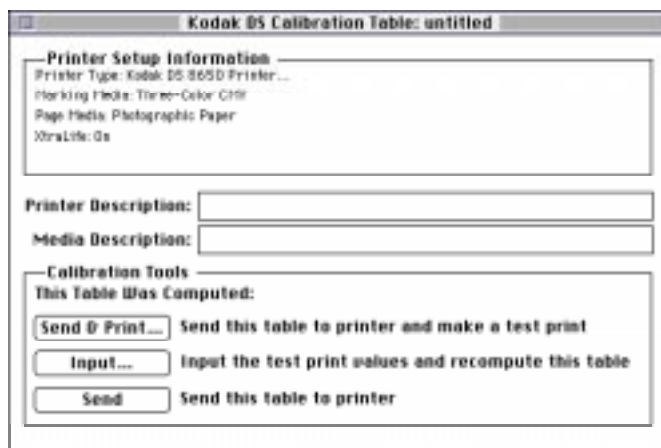 Kodak DS Calibration Table: untitled
Printer Setup Information
Printer Type: Kodak DS 8650 Printer...
Marking Media: Three-Color CMY
Page Media: Photographic Paper
XtraLife: On
Printer Description:
Media Description:
Calibration Tools
This Table Was Computed:
Send & Print... Send this table to printer and make a test print
Input... Input the test print values and recompute this table
Send Send this table to printer